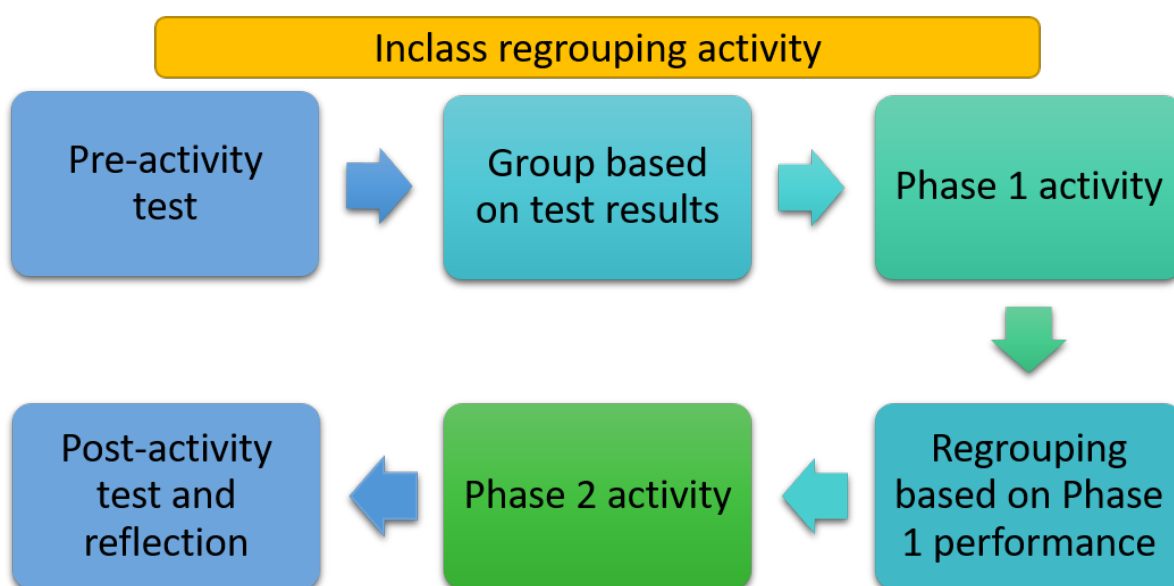 Inclass regrouping activity
Pre-activity
test
Group based
on test results
Phase 1 activity
Regrouping
based on Phase
1 performance
Phase 2 activity
Post-activity
test and
reflection